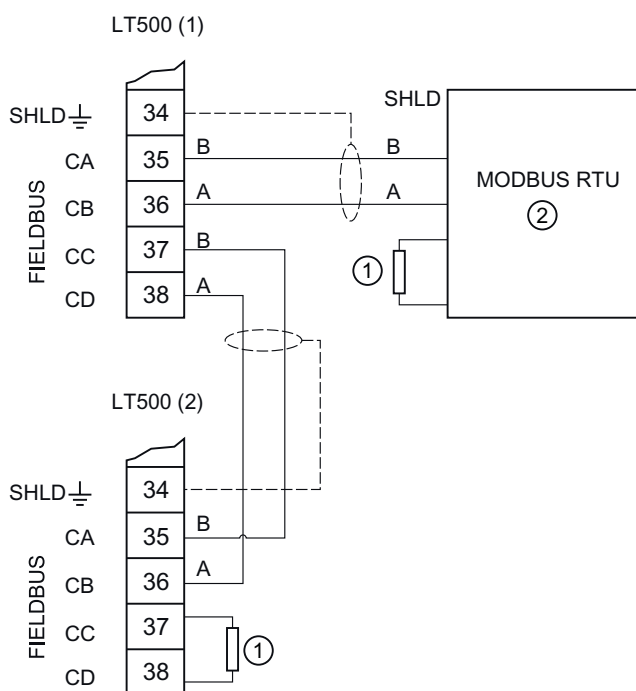 LT500 (1)
SHLD 34 SHLD
CA 35 B B
CB 36 A A
CC 37 B
CD 38 A
FIELDBUS
MODBUS RTU
②
①
LT500 (2)
SHLD 34
CA 35 B
CB 36 A
CC 37
CD 38
FIELDBUS
①